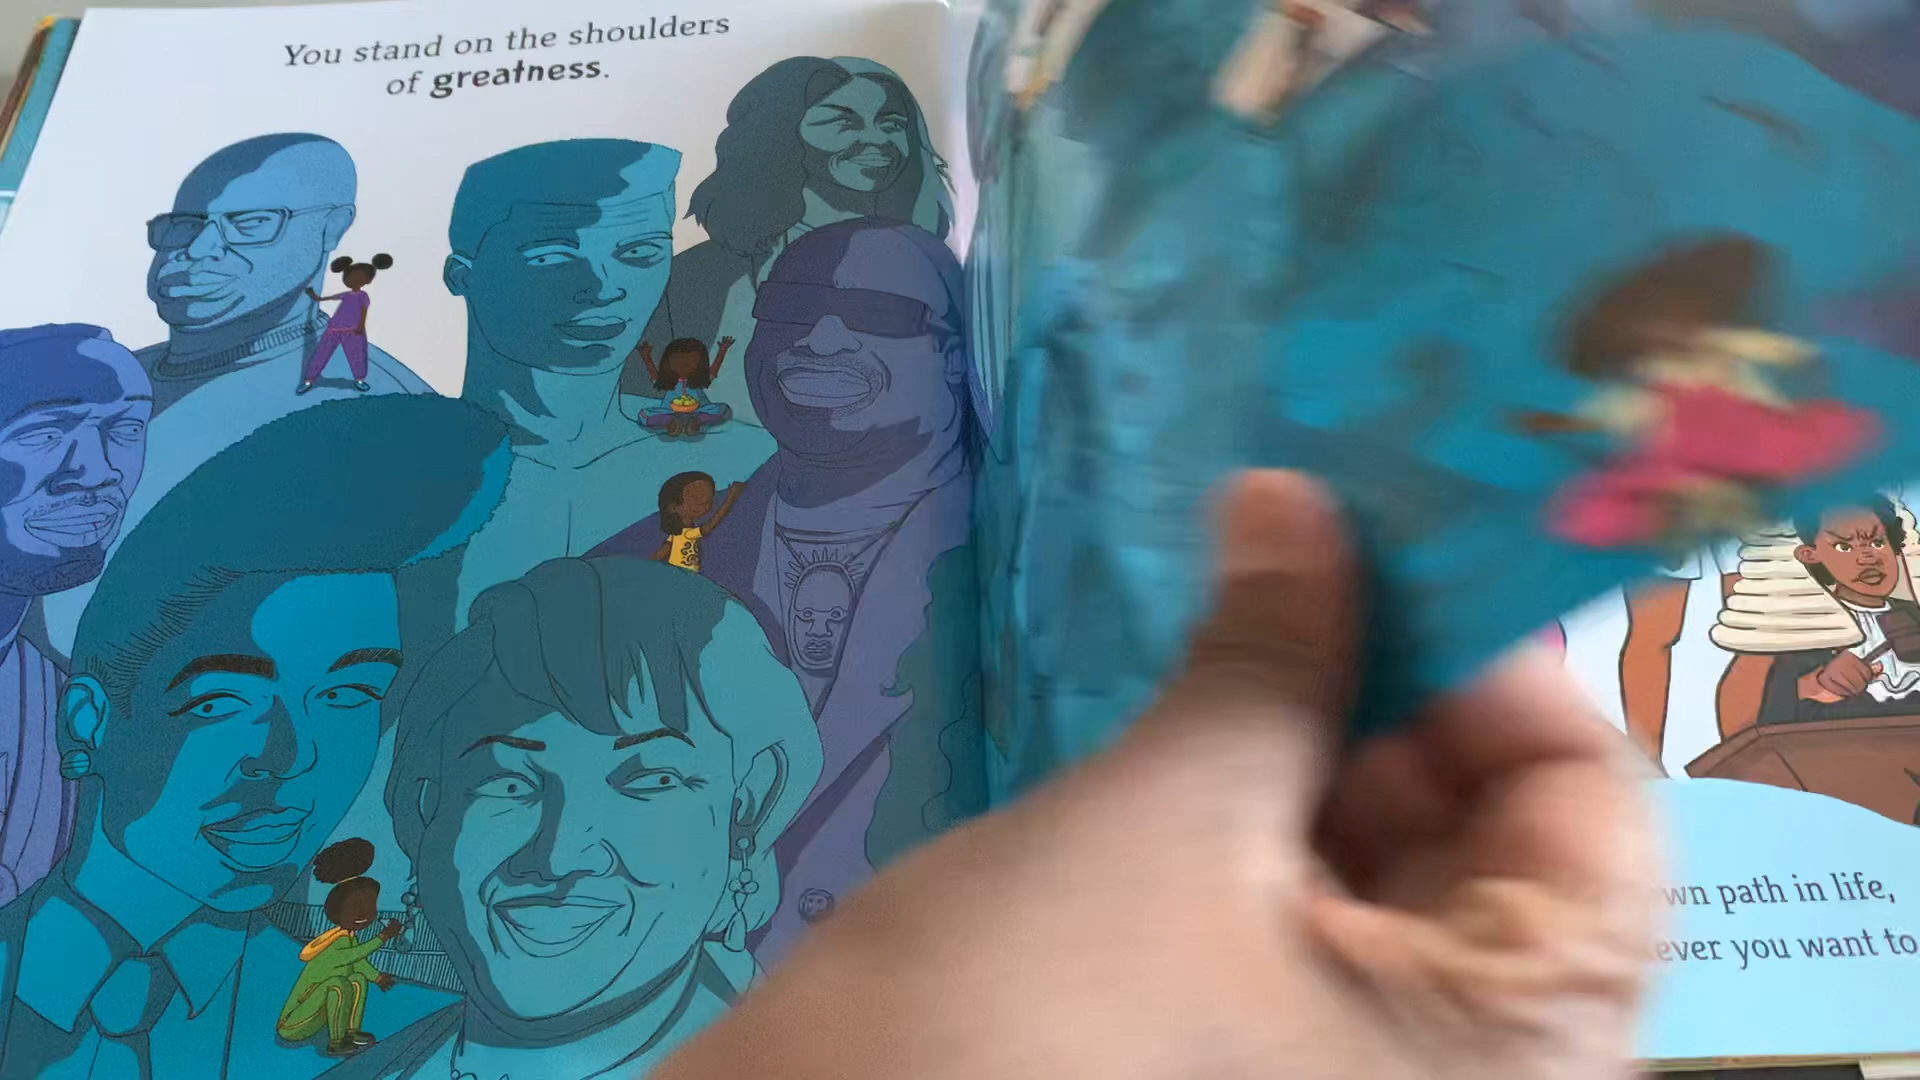 You stand on the shoulders
of greatness.
wn path in life,
ever you want to